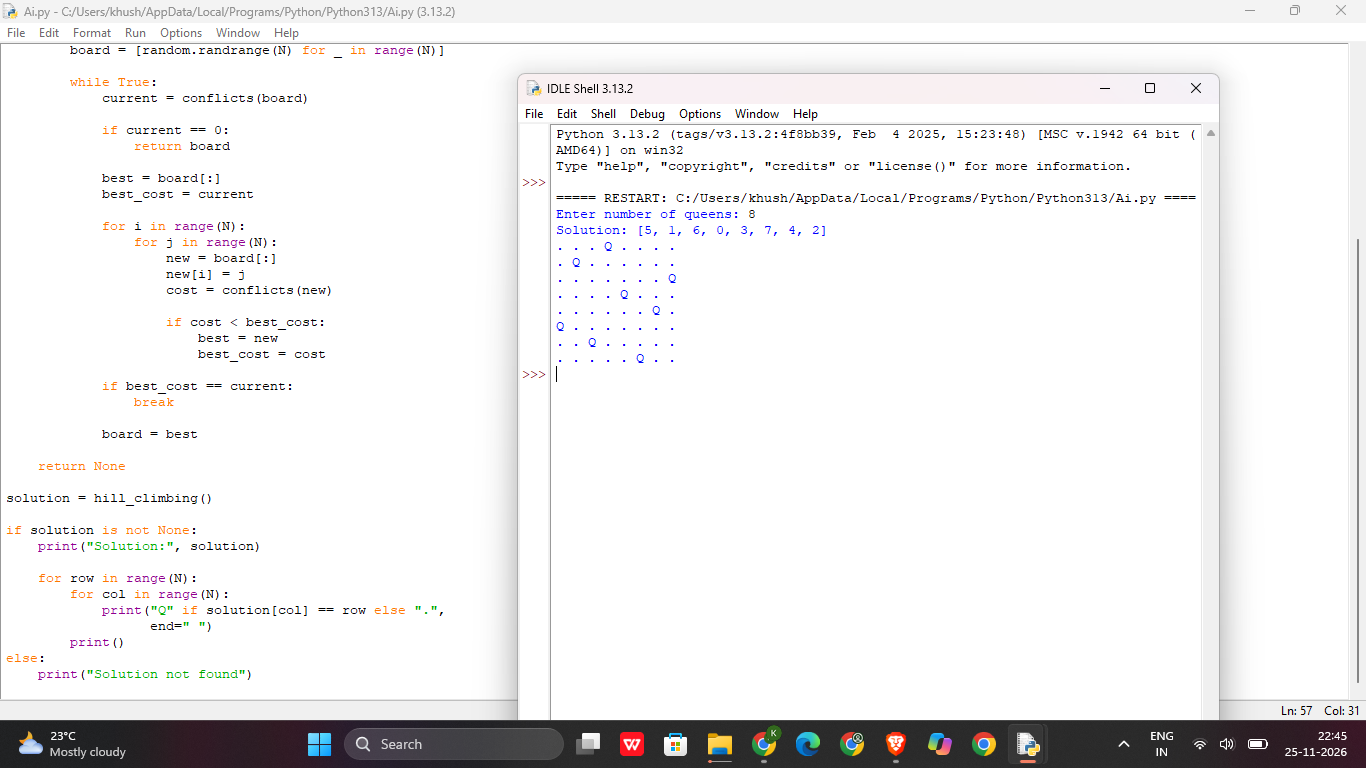 Ai.py - C:/Users/khush/AppData/Local/Programs/Python/Python313/Ai.py (3.13.2)
File Edit Format Run Options Window Help
board = [random.randrange(N) for _ in range(N)]
while True:
current = conflicts(board)
if current == 0:
return board
best = board[:]
best_cost = current
for i in range(N):
for j in range(N):
new = board[:]
new[i] = j
cost = conflicts(new)
if cost < best_cost:
best = new
best_cost = cost
if best_cost == current:
break
board = best
return None
solution = hill_climbing()
if solution is not None:
print("Solution:", solution)
for row in range(N):
for col in range(N):
print("Q" if solution[col] == row else ".",
end=" ")
print()
else:
print("Solution not found")
IDLE Shell 3.13.2
File Edit Shell Debug Options Window Help
Python 3.13.2 (tags/v3.13.2:4f8bb39, Feb  4 2025, 15:23:48) [MSC v.1942 64 bit (
AMD64)] on win32
Type "help", "copyright", "credits" or "license()" for more information.
>>>
===== RESTART: C:/Users/khush/AppData/Local/Programs/Python/Python313/Ai.py ====
Enter number of queens: 8
Solution: [5, 1, 6, 0, 3, 7, 4, 2]
. . . Q . . . .
. Q . . . . . .
. . . . . . . Q
. . . . Q . . .
. . . . . . Q .
Q . . . . . . .
. . Q . . . . .
. . . . . Q . .
>>>
Ln: 57 Col: 31
23°C
Mostly cloudy
Search
W
K
ENG
IN
22:45
25-11-2026